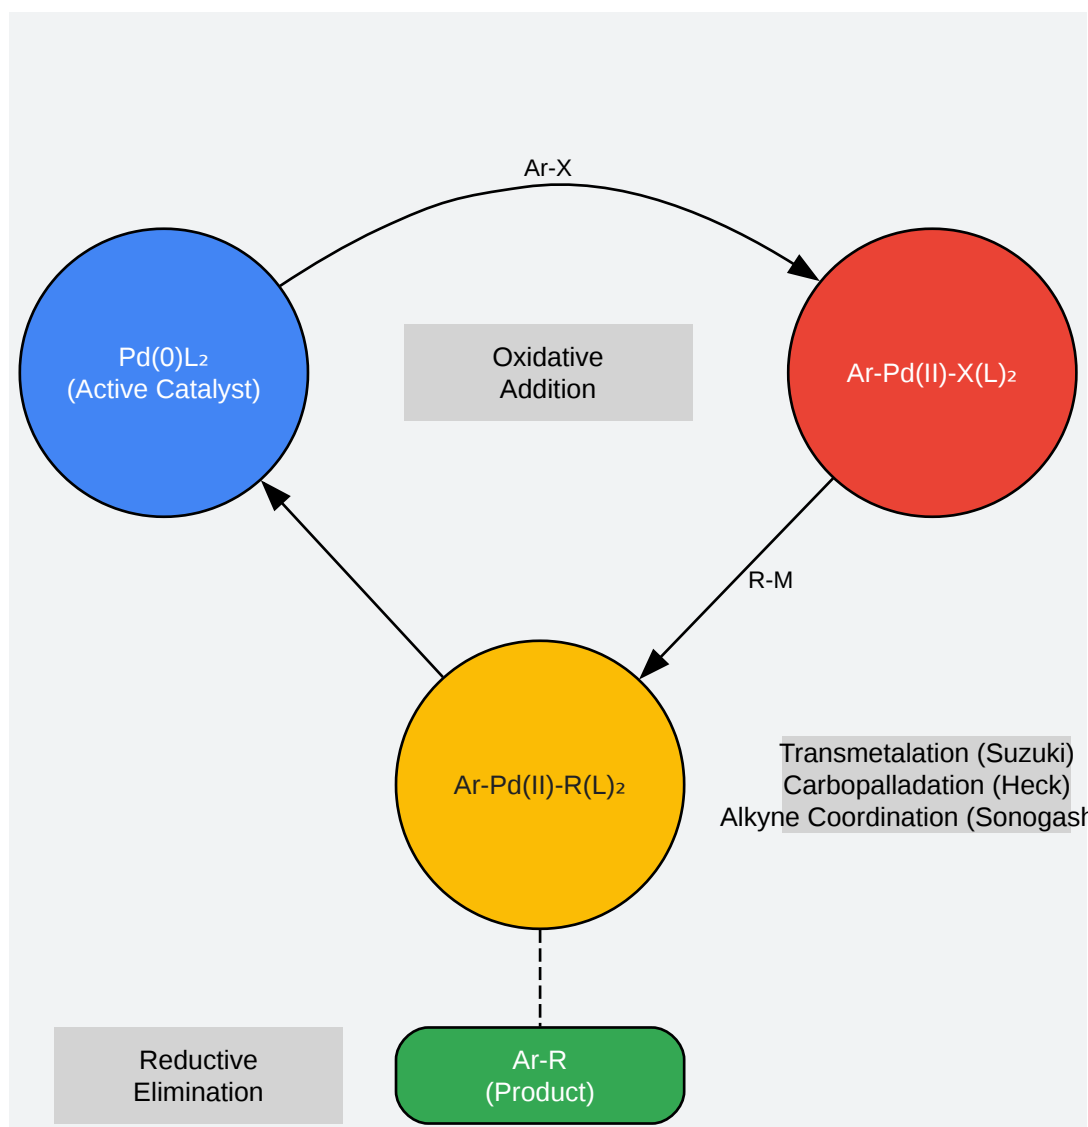 Ar-X
Pd(0)L₂
(Active Catalyst)
Oxidative
Addition
Ar-Pd(II)-X(L)₂
R-M
Ar-Pd(II)-R(L)₂
Transmetalation (Suzuki)
Carbopalladation (Heck)
Alkyne Coordination (Sonogash
Reductive
Elimination
Ar-R
(Product)